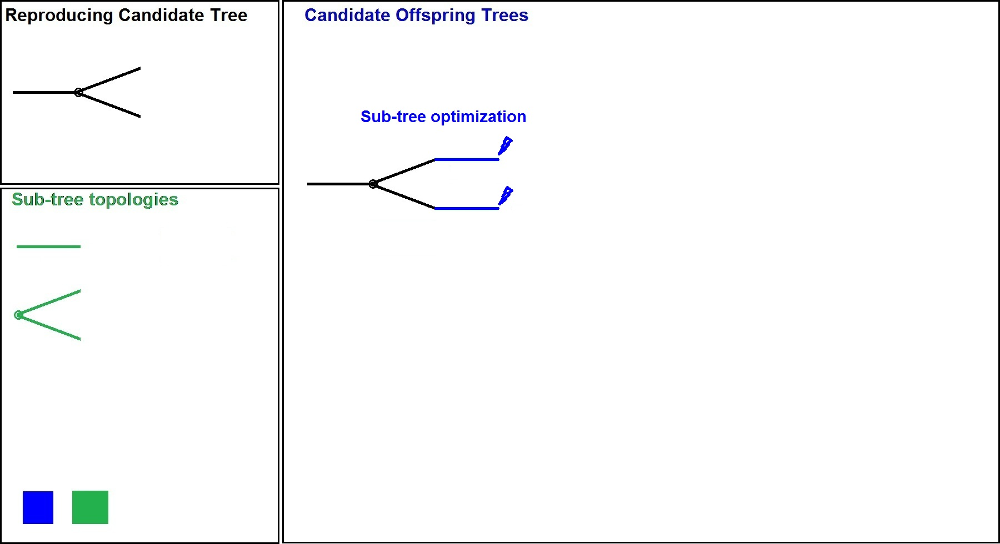 Reproducing Candidate Tree
Candidate Offspring Trees
Sub-tree optimization
Sub-tree topologies